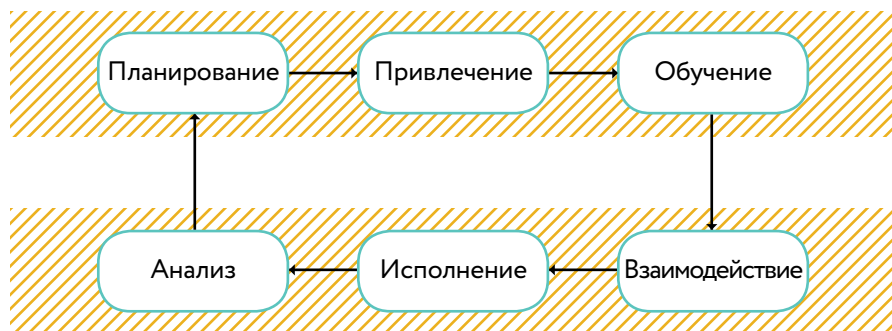 Планирование
Привлечение
Обучение
Анализ
Исполнение
Взаимодействие